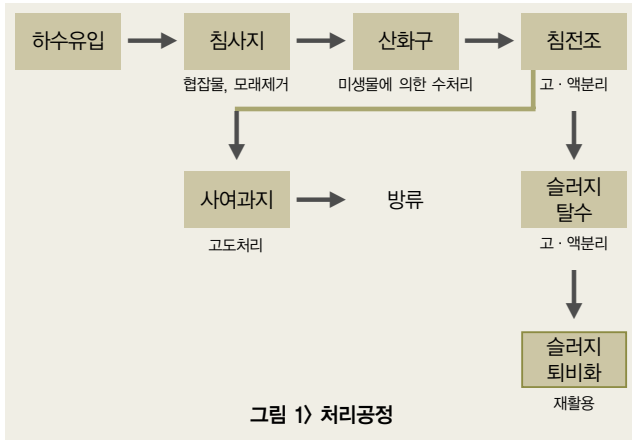 하수유입
침사지
산화구
침전조
협잡물, 모래제거
미생물에 의한 수처리
고 · 액분리
사여과지
방류
슬러지
탈수
고도처리
고 · 액분리
슬러지
퇴비화
재활용
그림 1〉 처리공정